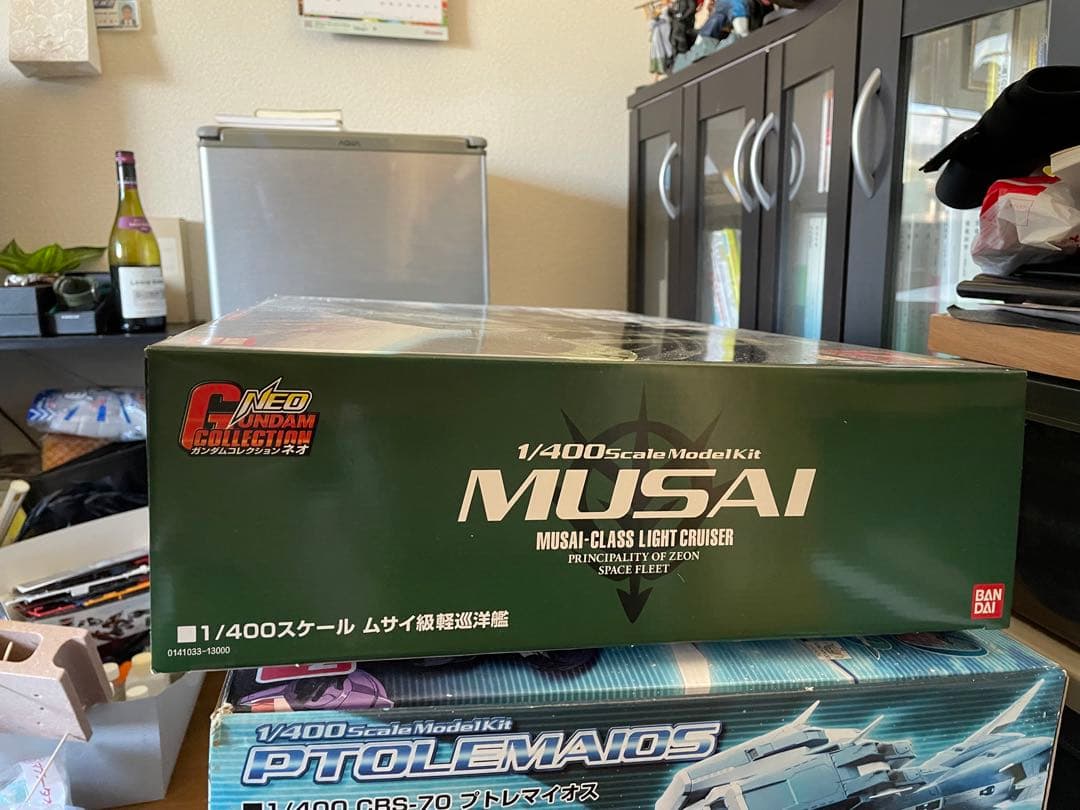 AQUA
NEO
GUNDAM
COLLECTION
ガンダムコレクション ネオ
1/400 Scale Model Kit
MUSAI
MUSAI-CLASS LIGHT CRUISER
PRINCIPALITY OF ZEON
SPACE FLEET
■1/400スケール ムサイ級軽巡洋艦
0141033-13000
BAN
DAI
1/400 Scale Model Kit
PTOLEMAIOS
■1/400 CBS-70 プトレマイオス